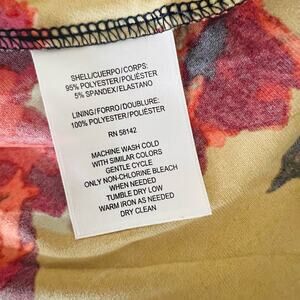 SHELL/CUERPO/CORPS:
95% POLYESTER/POLIÉSTER
5% SPANDEX/ELASTANO
LINING/FORRO/DOUBLURE:
100% POLYESTER/POLIÉSTER
RN 58142
MACHINE WASH COLD
WITH SIMILAR COLORS
GENTLE CYCLE
ONLY NON-CHLORINE BLEACH
WHEN NEEDED
TUMBLE DRY LOW
WARM IRON AS NEEDED
DRY CLEAN